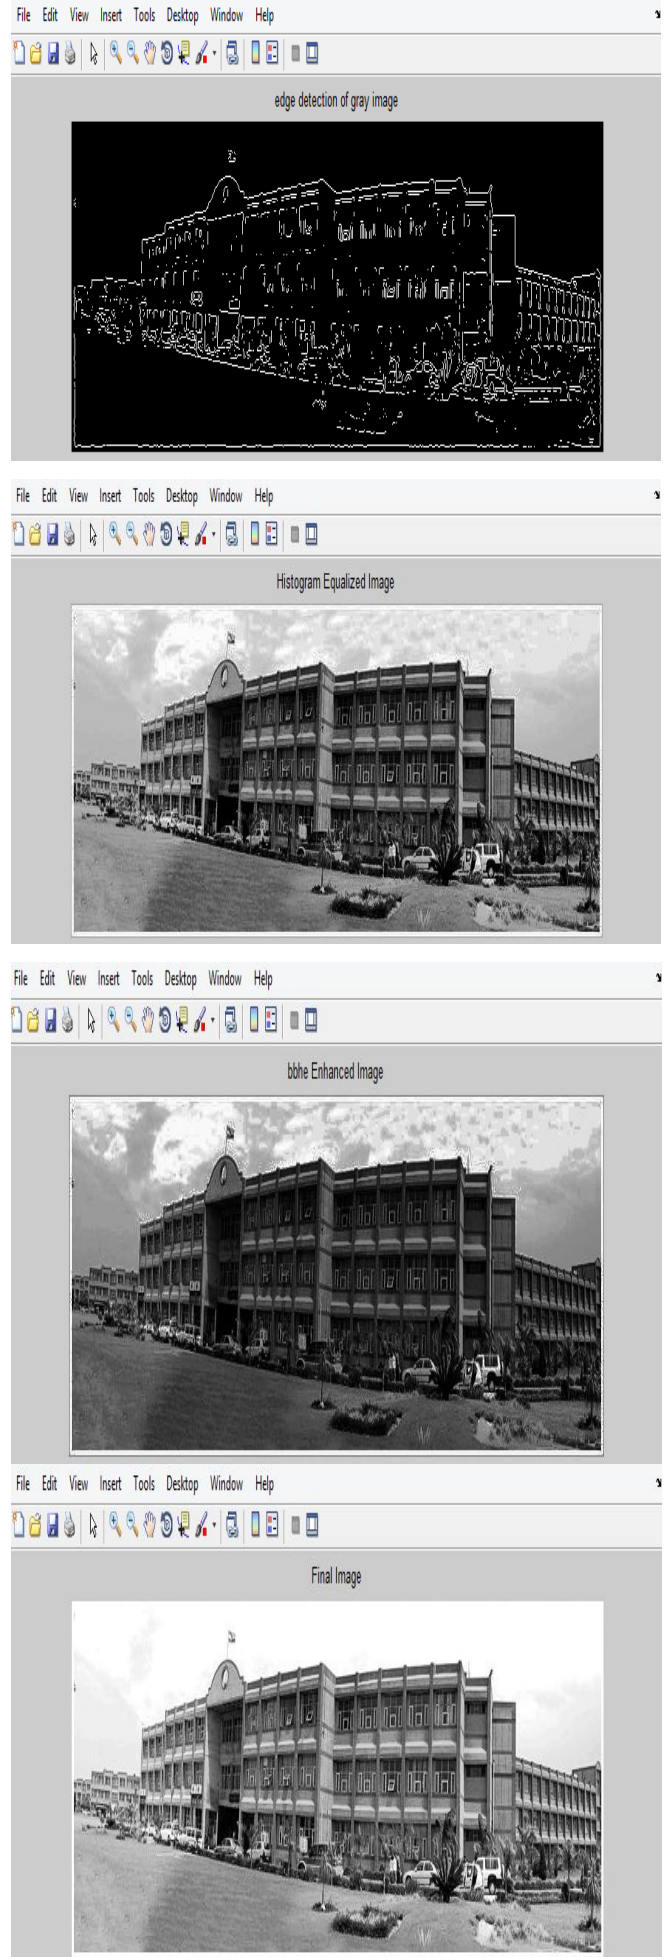 File Edit View Insert Tools Desktop Window Help
edge detection of gray image
File Edit View Insert Tools Desktop Window Help
Histogram Equalized Image
File Edit View Insert Tools Desktop Window Help
bbhe Enhanced Image
File Edit View Insert Tools Desktop Window Help
Final Image